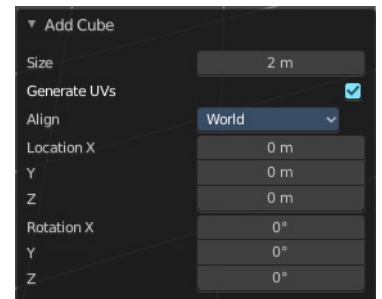 Add Cube
Size 2 m
Generate UVs
Align World
Location X 0 m
Y 0 m
Z 0 m
Rotation X 0°
Y 0°
Z 0°